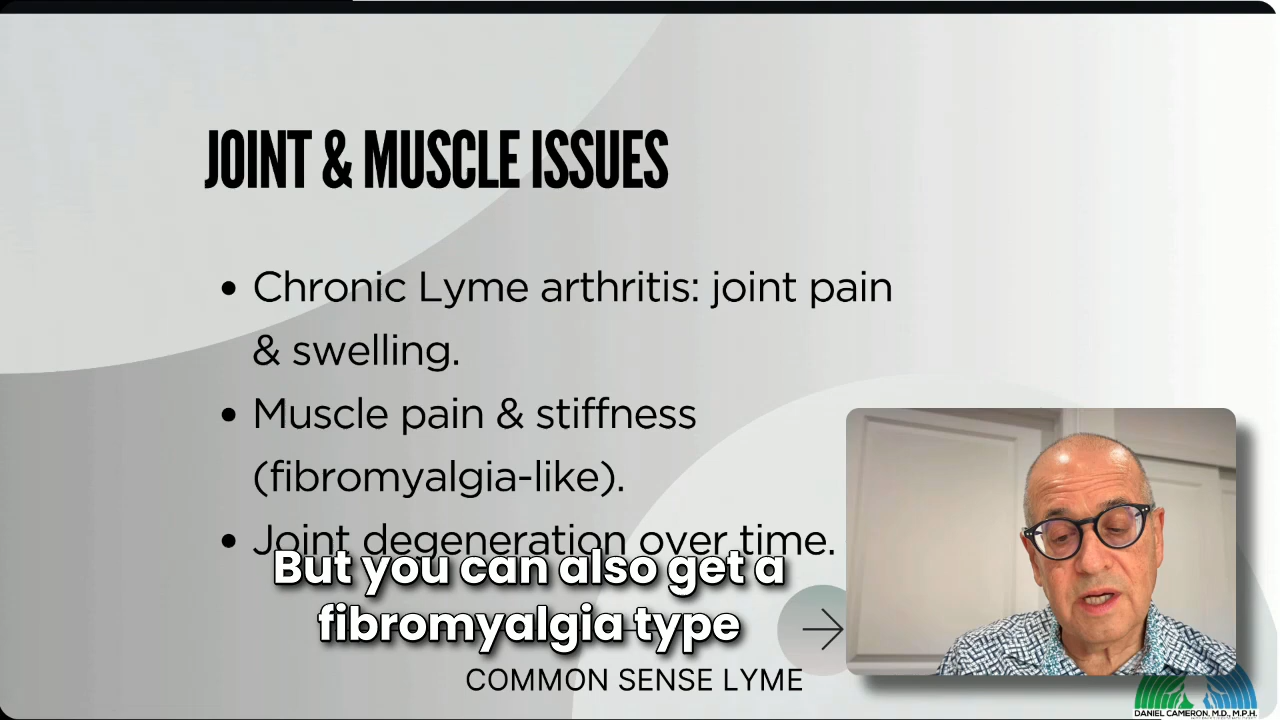 JOINT & MUSCLE ISSUES
• Chronic Lyme arthritis: joint pain
& swelling.
• Muscle pain & stiffness
(fibromyalgia-like).
• Joint degeneration over time.
But you can also get a
fibromyalgia type
COMMON SENSE LYME
DANIEL CAMERON, M.D., M.P.H.